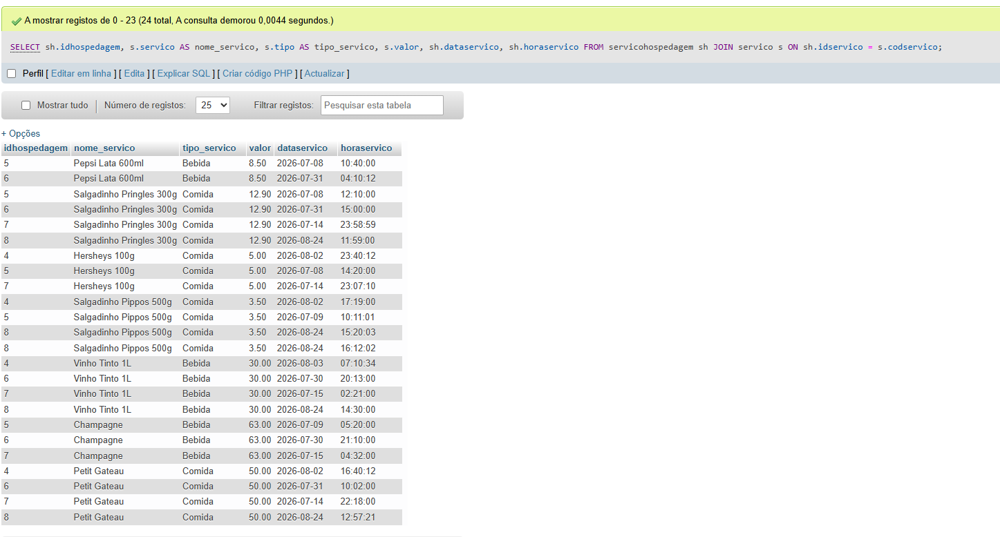 A mostrar registos de 0 - 23 (24 total, A consulta demorou 0,0044 segundos.)
SELECT sh.idhospedagem, s.servico AS nome_servico, s.tipo AS tipo_servico, s.valor, sh.dataservico, sh.horaservico FROM servicohospedagem sh JOIN servico s ON sh.idservico = s.codservico;
Perfil [ Editar em linha ] [ Edita ] [ Explicar SQL ] [ Criar código PHP ] [ Actualizar ]
Mostrar tudo | Número de registos: 25 Filtrar registos: Pesquisar esta tabela
+ Opções
idhospedagem nome_servico tipo_servico valor dataservico horaservico
5 Pepsi Lata 600ml Bebida 8.50 2026-07-08 10:40:00
6 Pepsi Lata 600ml Bebida 8.50 2026-07-31 04:10:12
5 Salgadinho Pringles 300g Comida 12.90 2026-07-08 12:10:00
6 Salgadinho Pringles 300g Comida 12.90 2026-07-31 15:00:00
7 Salgadinho Pringles 300g Comida 12.90 2026-07-14 23:58:59
8 Salgadinho Pringles 300g Comida 12.90 2026-08-24 11:59:00
4 Hersheys 100g Comida 5.00 2026-08-02 23:40:12
5 Hersheys 100g Comida 5.00 2026-07-08 14:20:00
7 Hersheys 100g Comida 5.00 2026-07-14 23:07:10
4 Salgadinho Pippos 500g Comida 3.50 2026-08-02 17:19:00
5 Salgadinho Pippos 500g Comida 3.50 2026-07-09 10:11:01
8 Salgadinho Pippos 500g Comida 3.50 2026-08-24 15:20:03
8 Salgadinho Pippos 500g Comida 3.50 2026-08-24 16:12:02
4 Vinho Tinto 1L Bebida 30.00 2026-08-03 07:10:34
6 Vinho Tinto 1L Bebida 30.00 2026-07-30 20:13:00
7 Vinho Tinto 1L Bebida 30.00 2026-07-15 02:21:00
8 Vinho Tinto 1L Bebida 30.00 2026-08-24 14:30:00
5 Champagne Bebida 63.00 2026-07-09 05:20:00
6 Champagne Bebida 63.00 2026-07-30 21:10:00
7 Champagne Bebida 63.00 2026-07-15 04:32:00
4 Petit Gateau Comida 50.00 2026-08-02 16:40:12
6 Petit Gateau Comida 50.00 2026-07-31 10:02:00
7 Petit Gateau Comida 50.00 2026-07-14 22:18:00
8 Petit Gateau Comida 50.00 2026-08-24 12:57:21